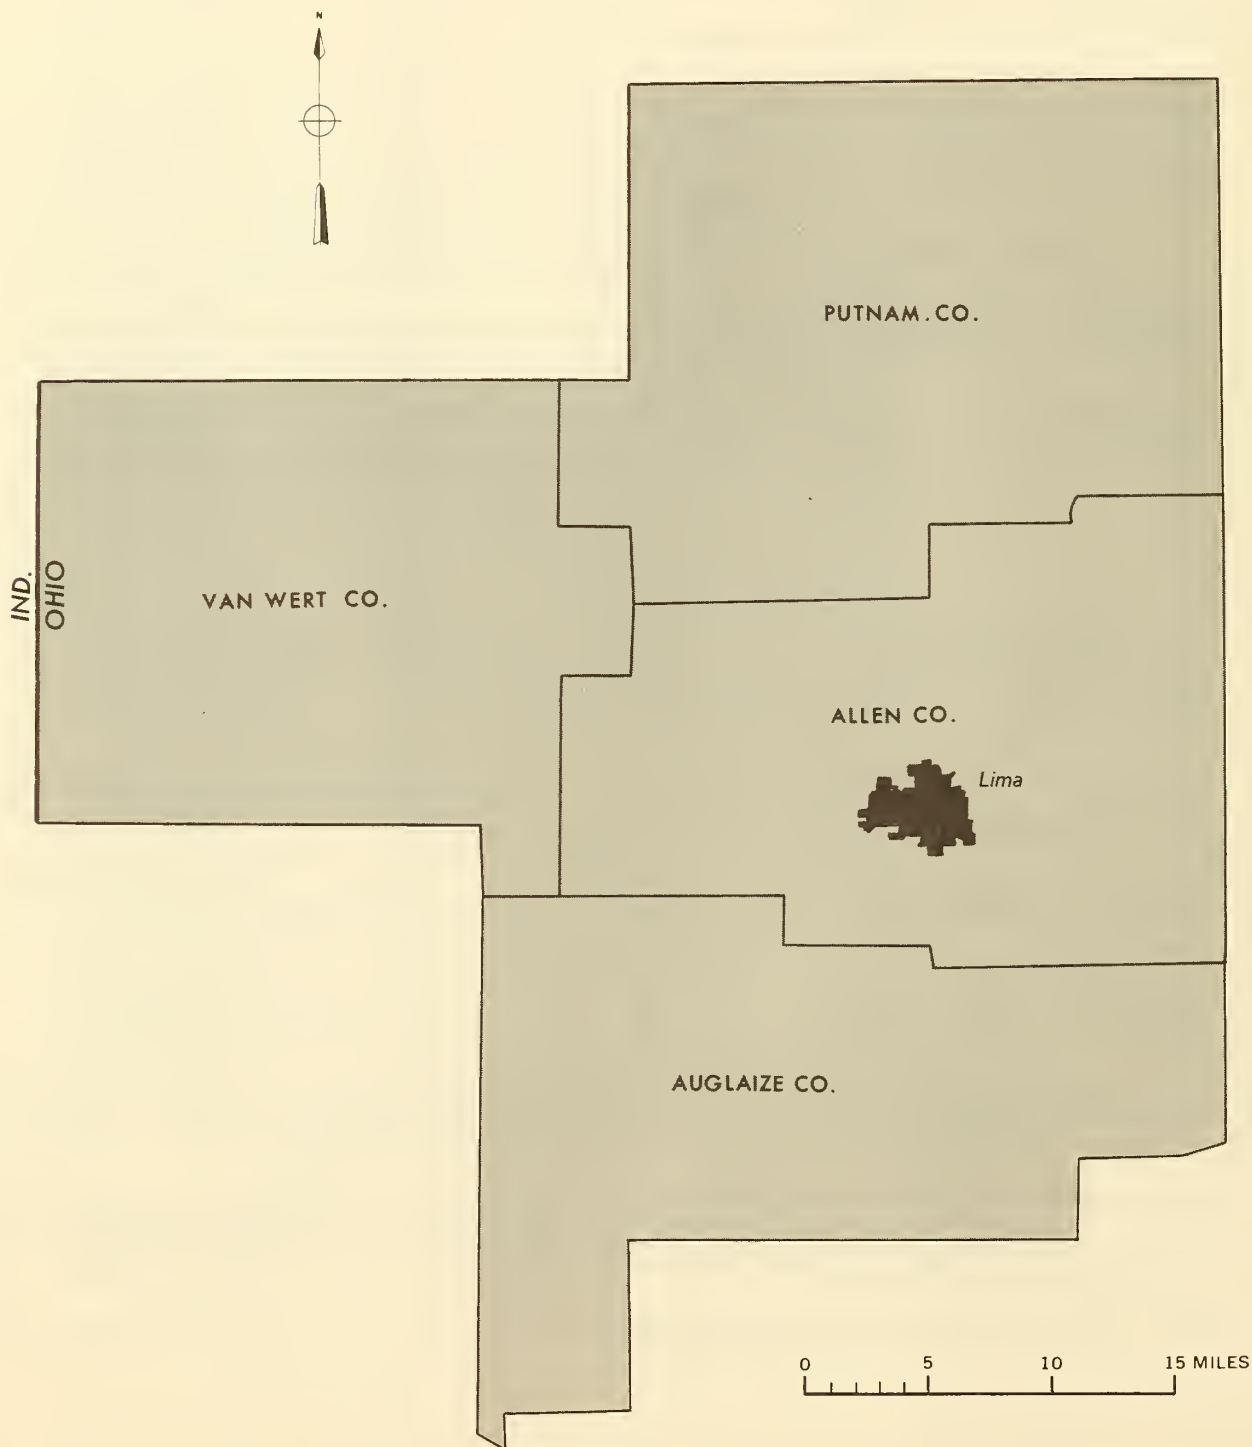 N
PUTNAM . CO.
IND.
OHIO
VAN WERT CO.
ALLEN CO.
Lima
AUGLAIZE CO.
0 5 10 15 MILES